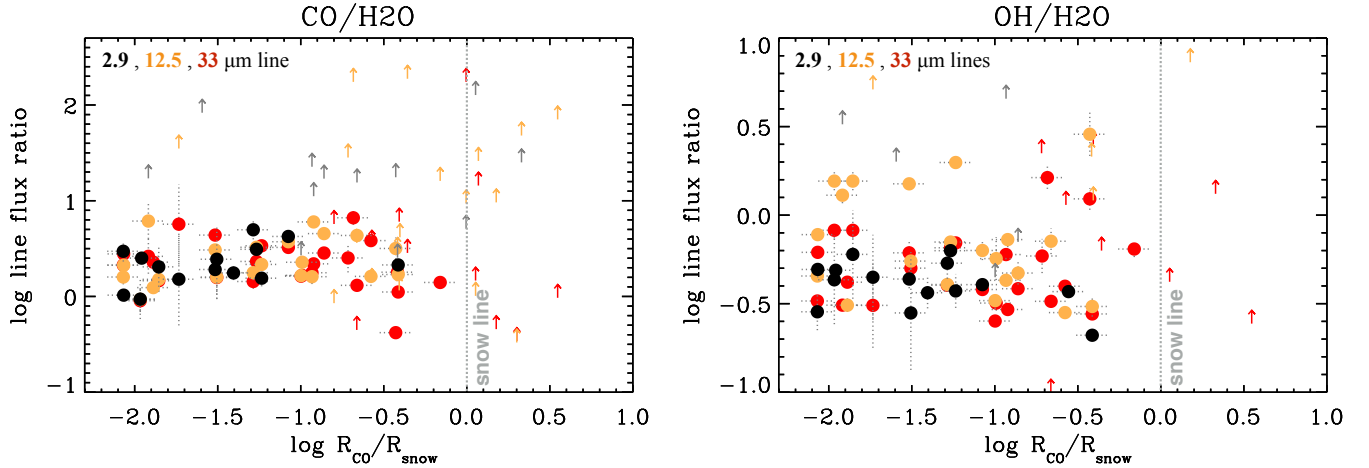 CO/H2O
2.9 , 12.5 , 33 μm line
log line flux ratio
2
1
0
−1
snow line
−2.0 −1.5 −1.0 −0.5 0.0 0.5 1.0
log R_CO/R_snow
OH/H2O
2.9 , 12.5 , 33 μm lines
log line flux ratio
1.0
0.5
0.0
−0.5
−1.0
snow line
−2.0 −1.5 −1.0 −0.5 0.0 0.5 1.0
log R_CO/R_snow